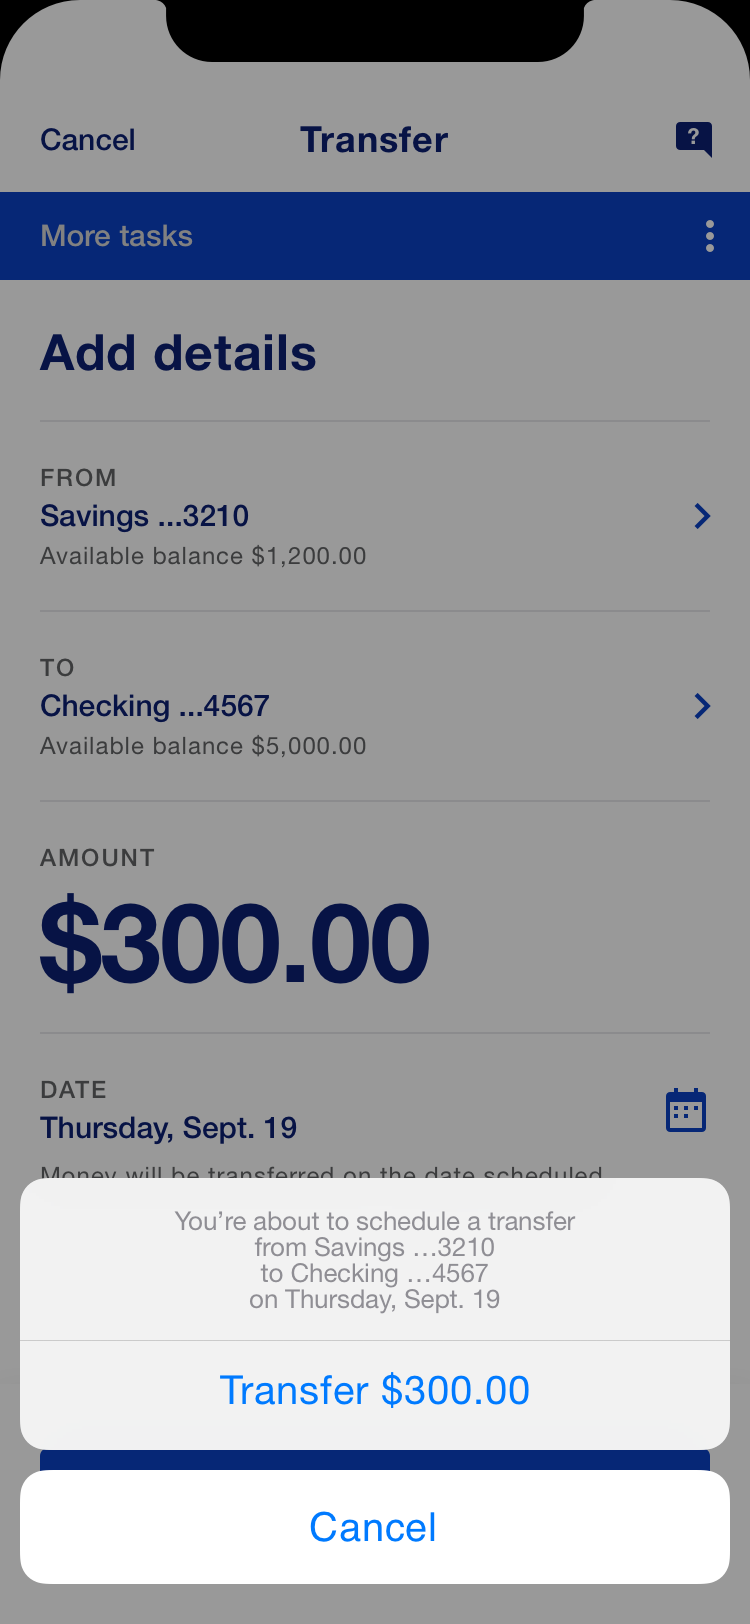 Cancel
Transfer
?
More tasks
Add details
FROM
Savings ...3210
Available balance $1,200.00
TO
Checking ...4567
Available balance $5,000.00
AMOUNT
$300.00
DATE
Thursday, Sept. 19
Money will be transferred on the date scheduled
You’re about to schedule a transfer
from Savings …3210
to Checking …4567
on Thursday, Sept. 19
Transfer $300.00
Cancel